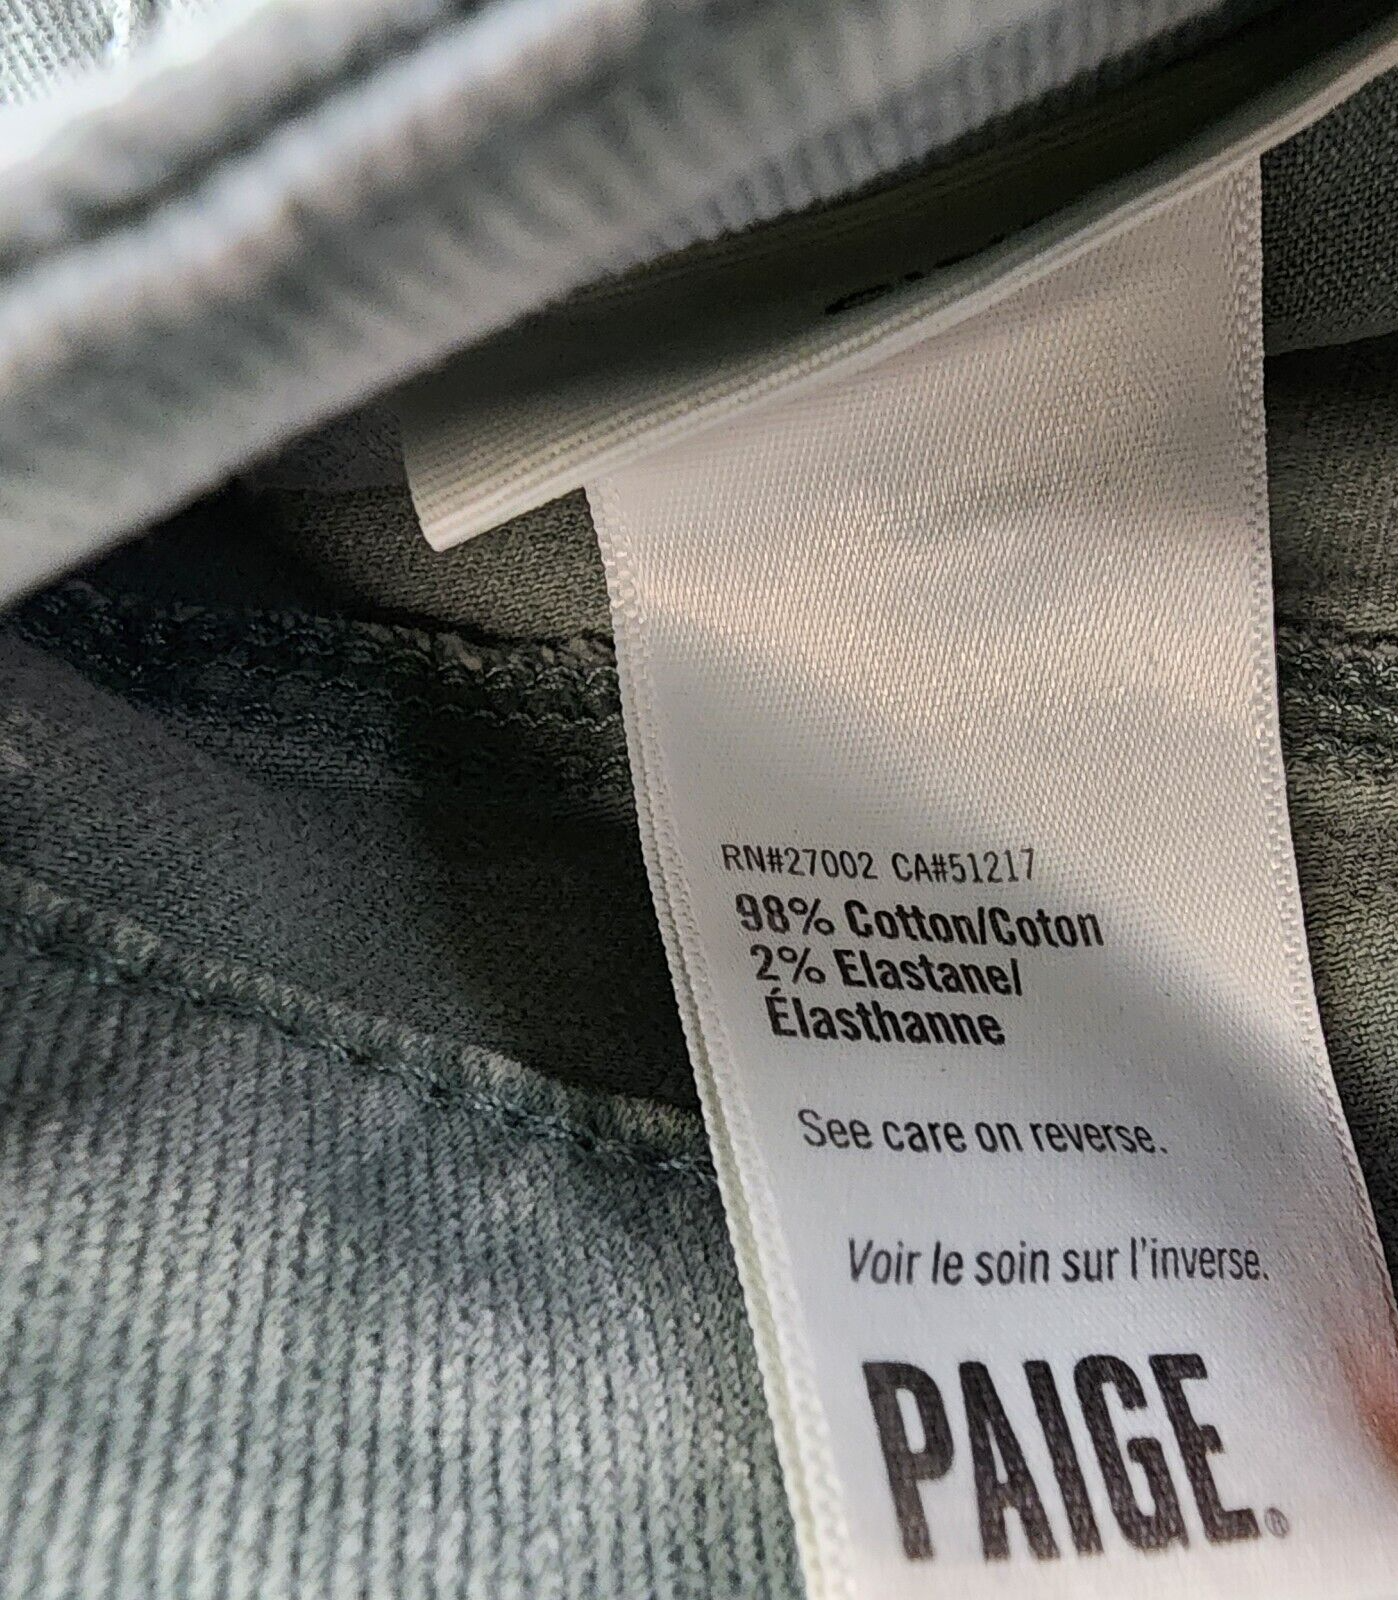 RN#27002 CA#51217
98% Cotton/Coton
2% Elastane/
Élasthanne
See care on reverse.
Voir le soin sur l'inverse.
PAIGE.®